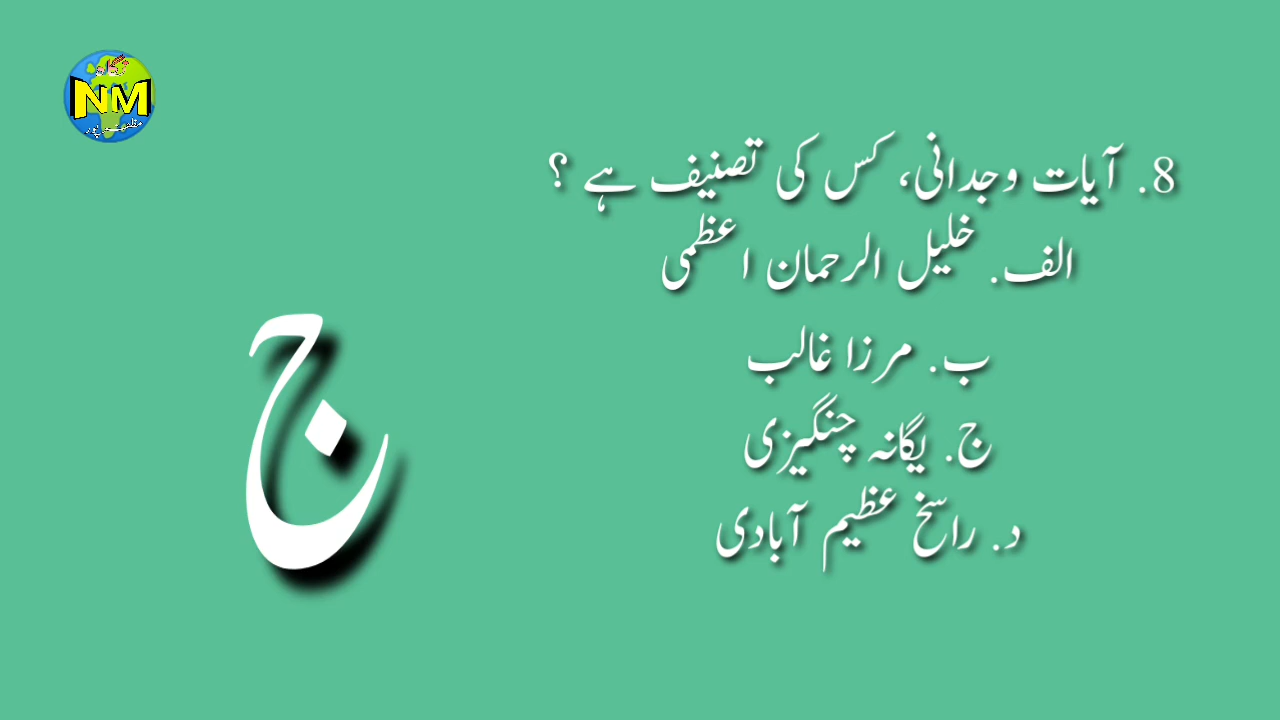 NM
8. آیات وجدانی، کس کی تصنیف ہے ؟
الف. خلیل الرحمان اعظمی
ب. مرزا غالب
ج. یگانہ چنگیزی
د. راسخ عظیم آبادی
ج